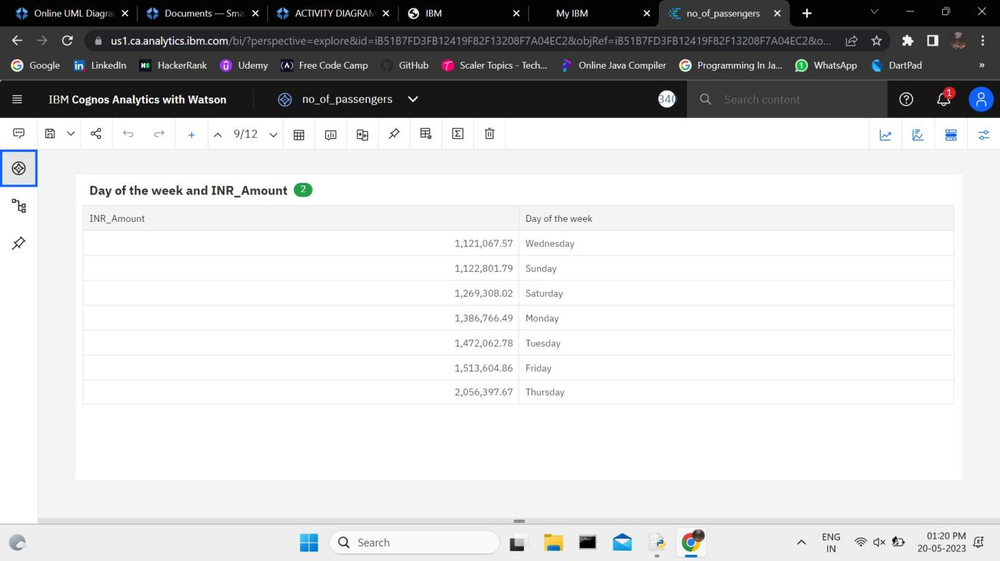 Online UML Diagra Documents — Sma ACTIVITY DIAGRAM IBM My IBM no_of_passengers
us1.ca.analytics.ibm.com/bi/?perspective=explore&id=iB51B7FD3FB12419F82F13208F7A04EC2&objRef=iB51B7FD3FB12419F82F13208F7A04EC2&o...
Google LinkedIn HackerRank Udemy Free Code Camp GitHub Scaler Topics - Tech... Online Java Compiler Programming In Ja... WhatsApp DartPad »
IBM Cognos Analytics with Watson no_of_passengers 340 Search content 1
9/12
Day of the week and INR_Amount 2
INR_Amount Day of the week
1,121,067.57 Wednesday
1,122,801.79 Sunday
1,269,308.02 Saturday
1,386,766.49 Monday
1,472,062.78 Tuesday
1,513,604.86 Friday
2,056,397.67 Thursday
Search ENG 01:20 PM
IN 20-05-2023